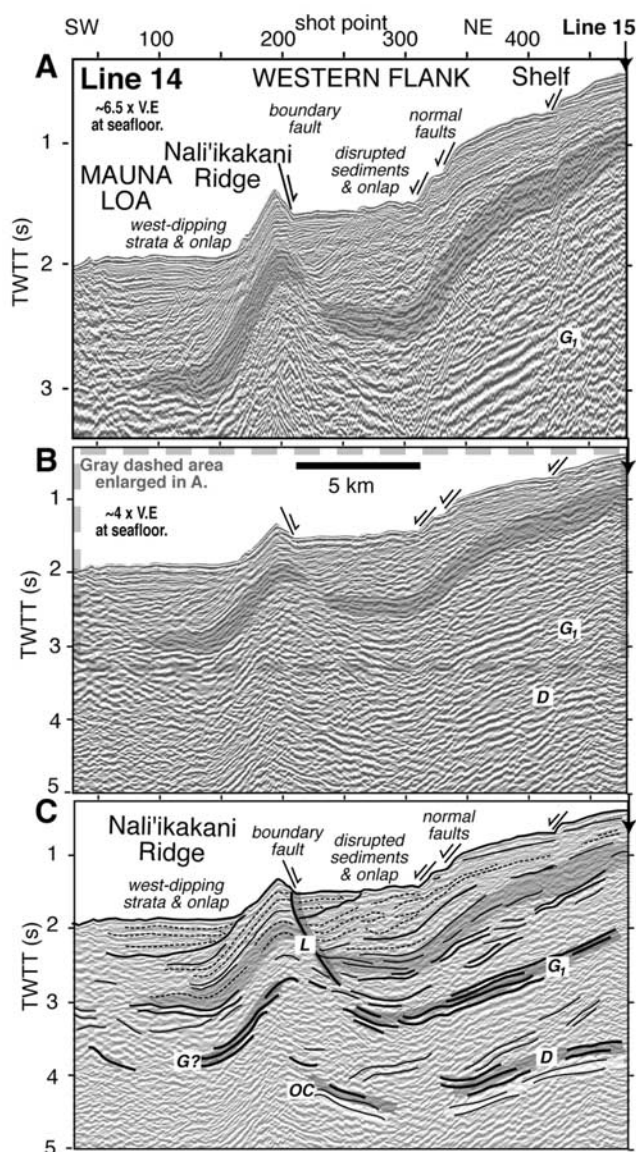 SW shot point NE Line 15
100 200 300 400
A Line 14 WESTERN FLANK Shelf
~6.5 x V.E
at seafloor.
boundary
fault
normal
faults
Nali'ikakani
Ridge
disrupted
sediments
& onlap
MAUNA
LOA
west-dipping
strata & onlap
TWTT (s)
1
2
3
G1
B
Gray dashed area
enlarged in A.
5 km
~4 x V.E
at seafloor.
TWTT (s)
1
2
3
4
5
G1
D
C
Nali'ikakani
Ridge
boundary
fault
disrupted
sediments
& onlap
normal
faults
west-dipping
strata & onlap
TWTT (s)
1
2
3
4
5
L
G1
G?
D
OC